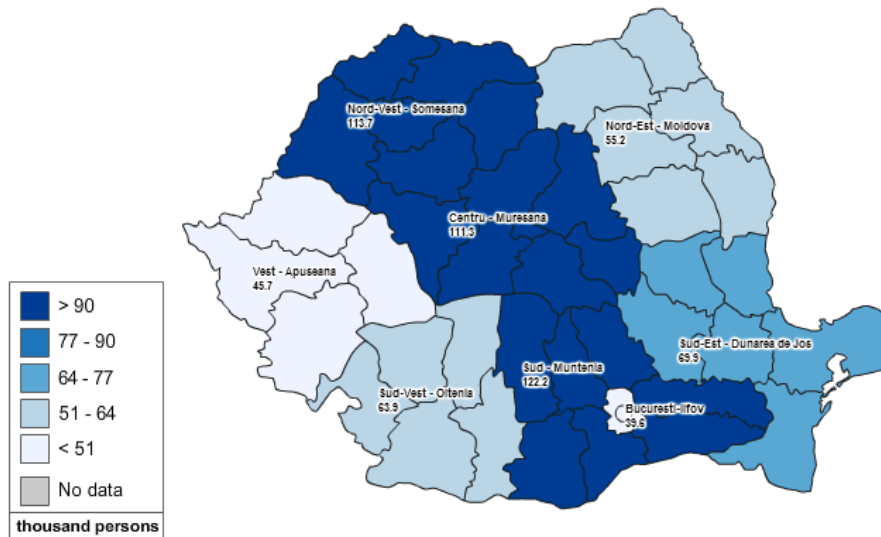 Nord-Vest - Somesana
113.7
Nord-Est - Moldova
55.2
Centru - Muresana
111.3
Vest - Apuseana
45.7
Sud-Est - Dunarea de Jos
69.9
Sud - Muntenia
122.2
Sud-Vest - Oltenia
63.9
Bucuresti-Ilfov
39.6
> 90
77 - 90
64 - 77
51 - 64
< 51
No data
thousand persons